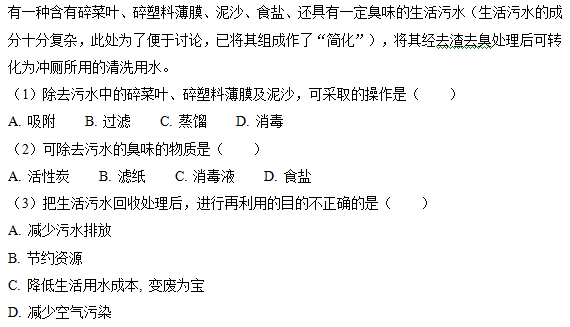 有一种含有碎菜叶、碎塑料薄膜、泥沙、食盐、还具有一定臭味的生活污水（生活污水的成
分十分复杂，此处为了便于讨论，已将其组成作了“简化”），将其经去渣去臭处理后可转
化为冲厕所用的清洗用水。
（1）除去污水中的碎菜叶、碎塑料薄膜及泥沙，可采取的操作是（　　）
A. 吸附　　B. 过滤　　C. 蒸馏　　D. 消毒
（2）可除去污水的臭味的物质是（　　）
A. 活性炭　　B. 滤纸　　C. 消毒液　　D. 食盐
（3）把生活污水回收处理后，进行再利用的目的不正确的是（　　）
A. 减少污水排放
B. 节约资源
C. 降低生活用水成本, 变废为宝
D. 减少空气污染